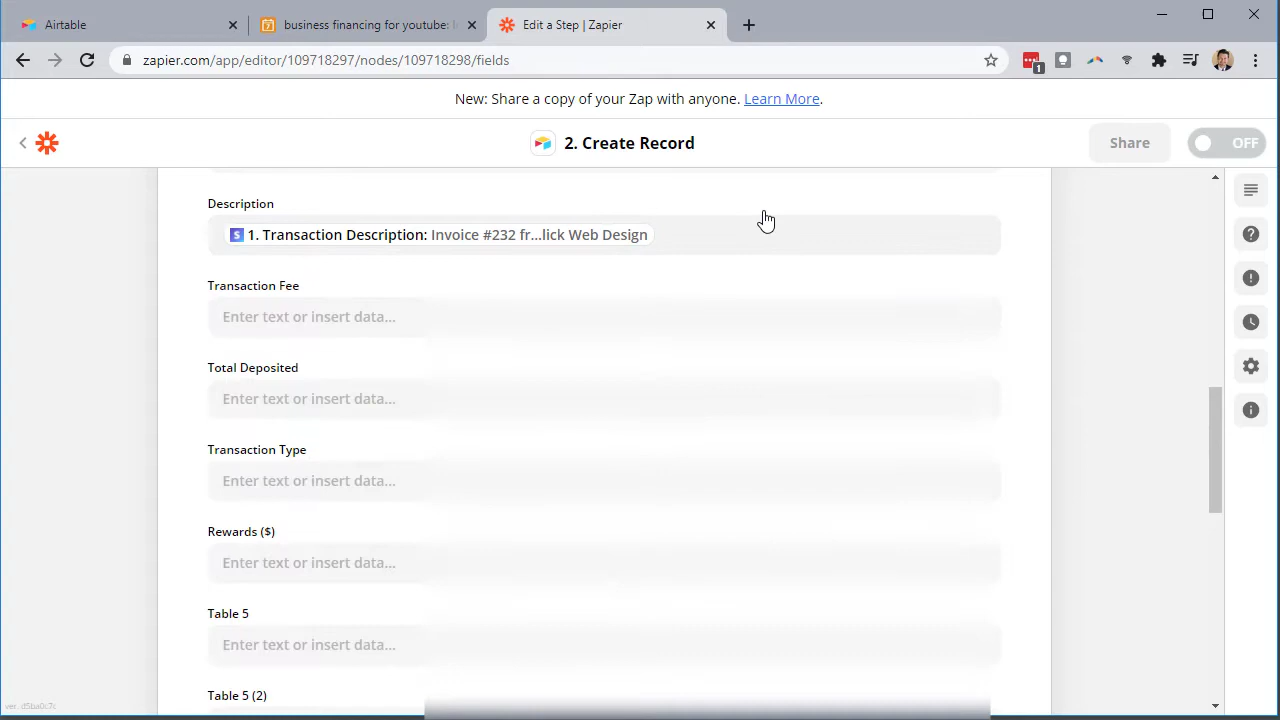 Airtable
business financing for youtube: l
Edit a Step | Zapier
zapier.com/app/editor/109718297/nodes/109718298/fields
1
New: Share a copy of your Zap with anyone. Learn More.
2. Create Record
Share
OFF
Description
1. Transaction Description: Invoice #232 fr...lick Web Design
Transaction Fee
Enter text or insert data...
Total Deposited
Enter text or insert data...
Transaction Type
Enter text or insert data...
Rewards ($)
Enter text or insert data...
Table 5
Enter text or insert data...
Table 5 (2)
ver. d5ba0c7c